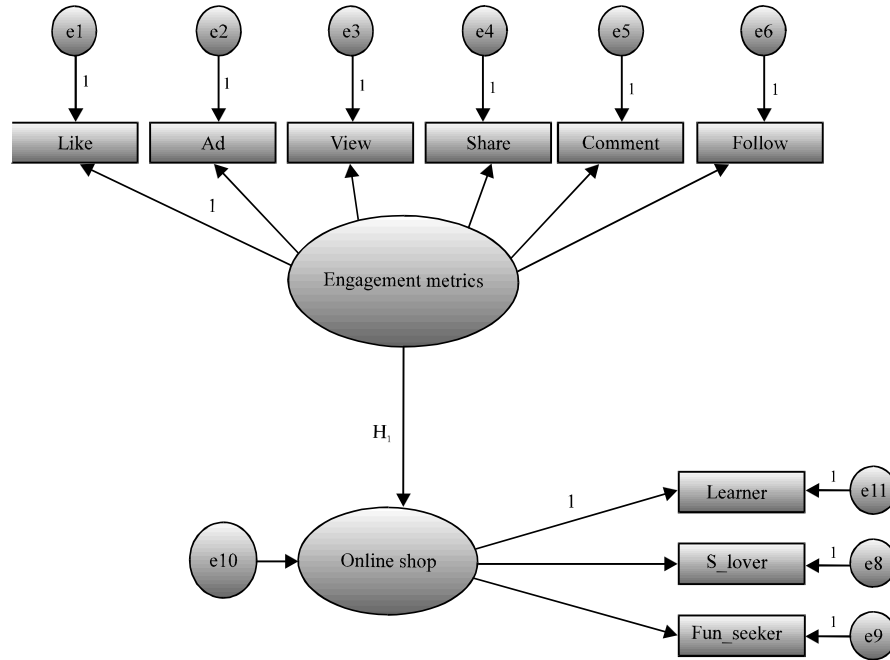 e1
e2
e3
e4
e5
e6
1
1
1
1
1
1
Like
Ad
View
Share
Comment
Follow
1
Engagement metrics
H1
1
Learner
1
e11
e10
Online shop
S_lover
1
e8
Fun_seeker
1
e9